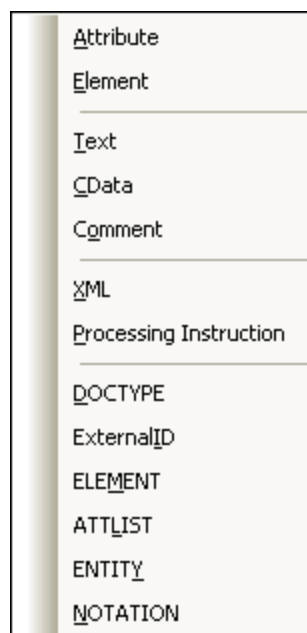 Attribute
Element
Text
CData
Comment
XML
Processing Instruction
DOCTYPE
ExternalID
ELEMENT
ATTLIST
ENTITY
NOTATION